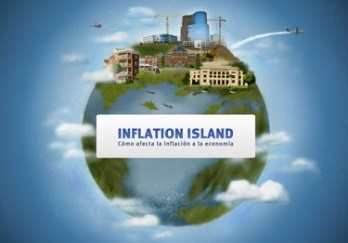 INFLATION ISLAND
Cómo afecta la inflación a la economía